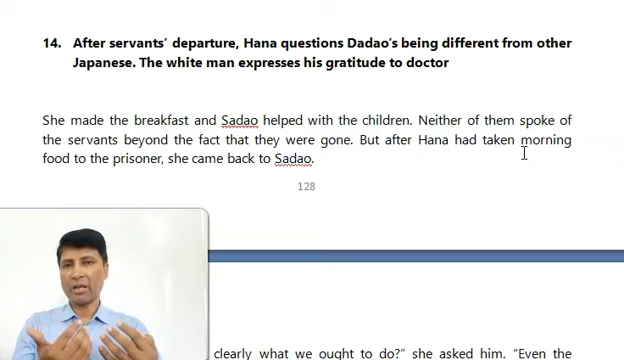 14. After servants' departure, Hana questions Dadao's being different from other
Japanese. The white man expresses his gratitude to doctor
She made the breakfast and Sadao helped with the children. Neither of them spoke of
the servants beyond the fact that they were gone. But after Hana had taken morning
food to the prisoner, she came back to Sadao.
128
clearly what we ought to do?" she asked him. "Even the